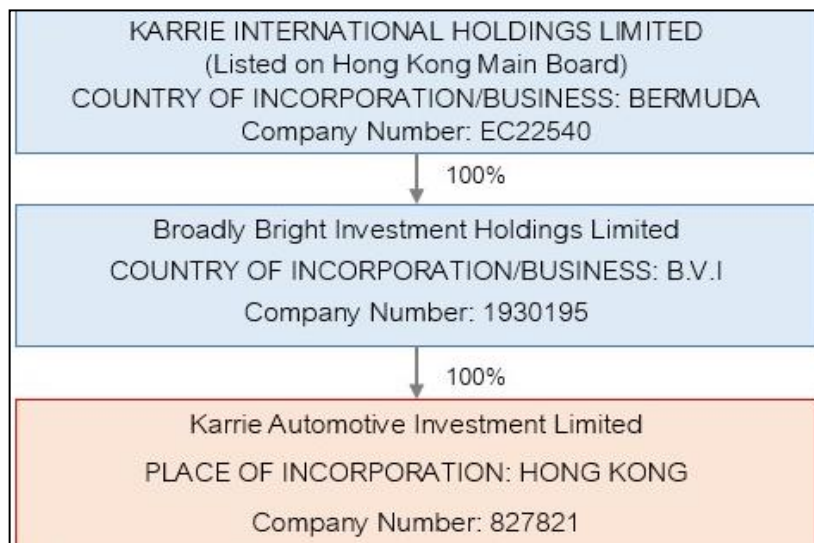 KARRIE INTERNATIONAL HOLDINGS LIMITED
(Listed on Hong Kong Main Board)
COUNTRY OF INCORPORATION/BUSINESS: BERMUDA
Company Number: EC22540
100%
Broadly Bright Investment Holdings Limited
COUNTRY OF INCORPORATION/BUSINESS: B.V.I
Company Number: 1930195
100%
Karrie Automotive Investment Limited
PLACE OF INCORPORATION: HONG KONG
Company Number: 827821